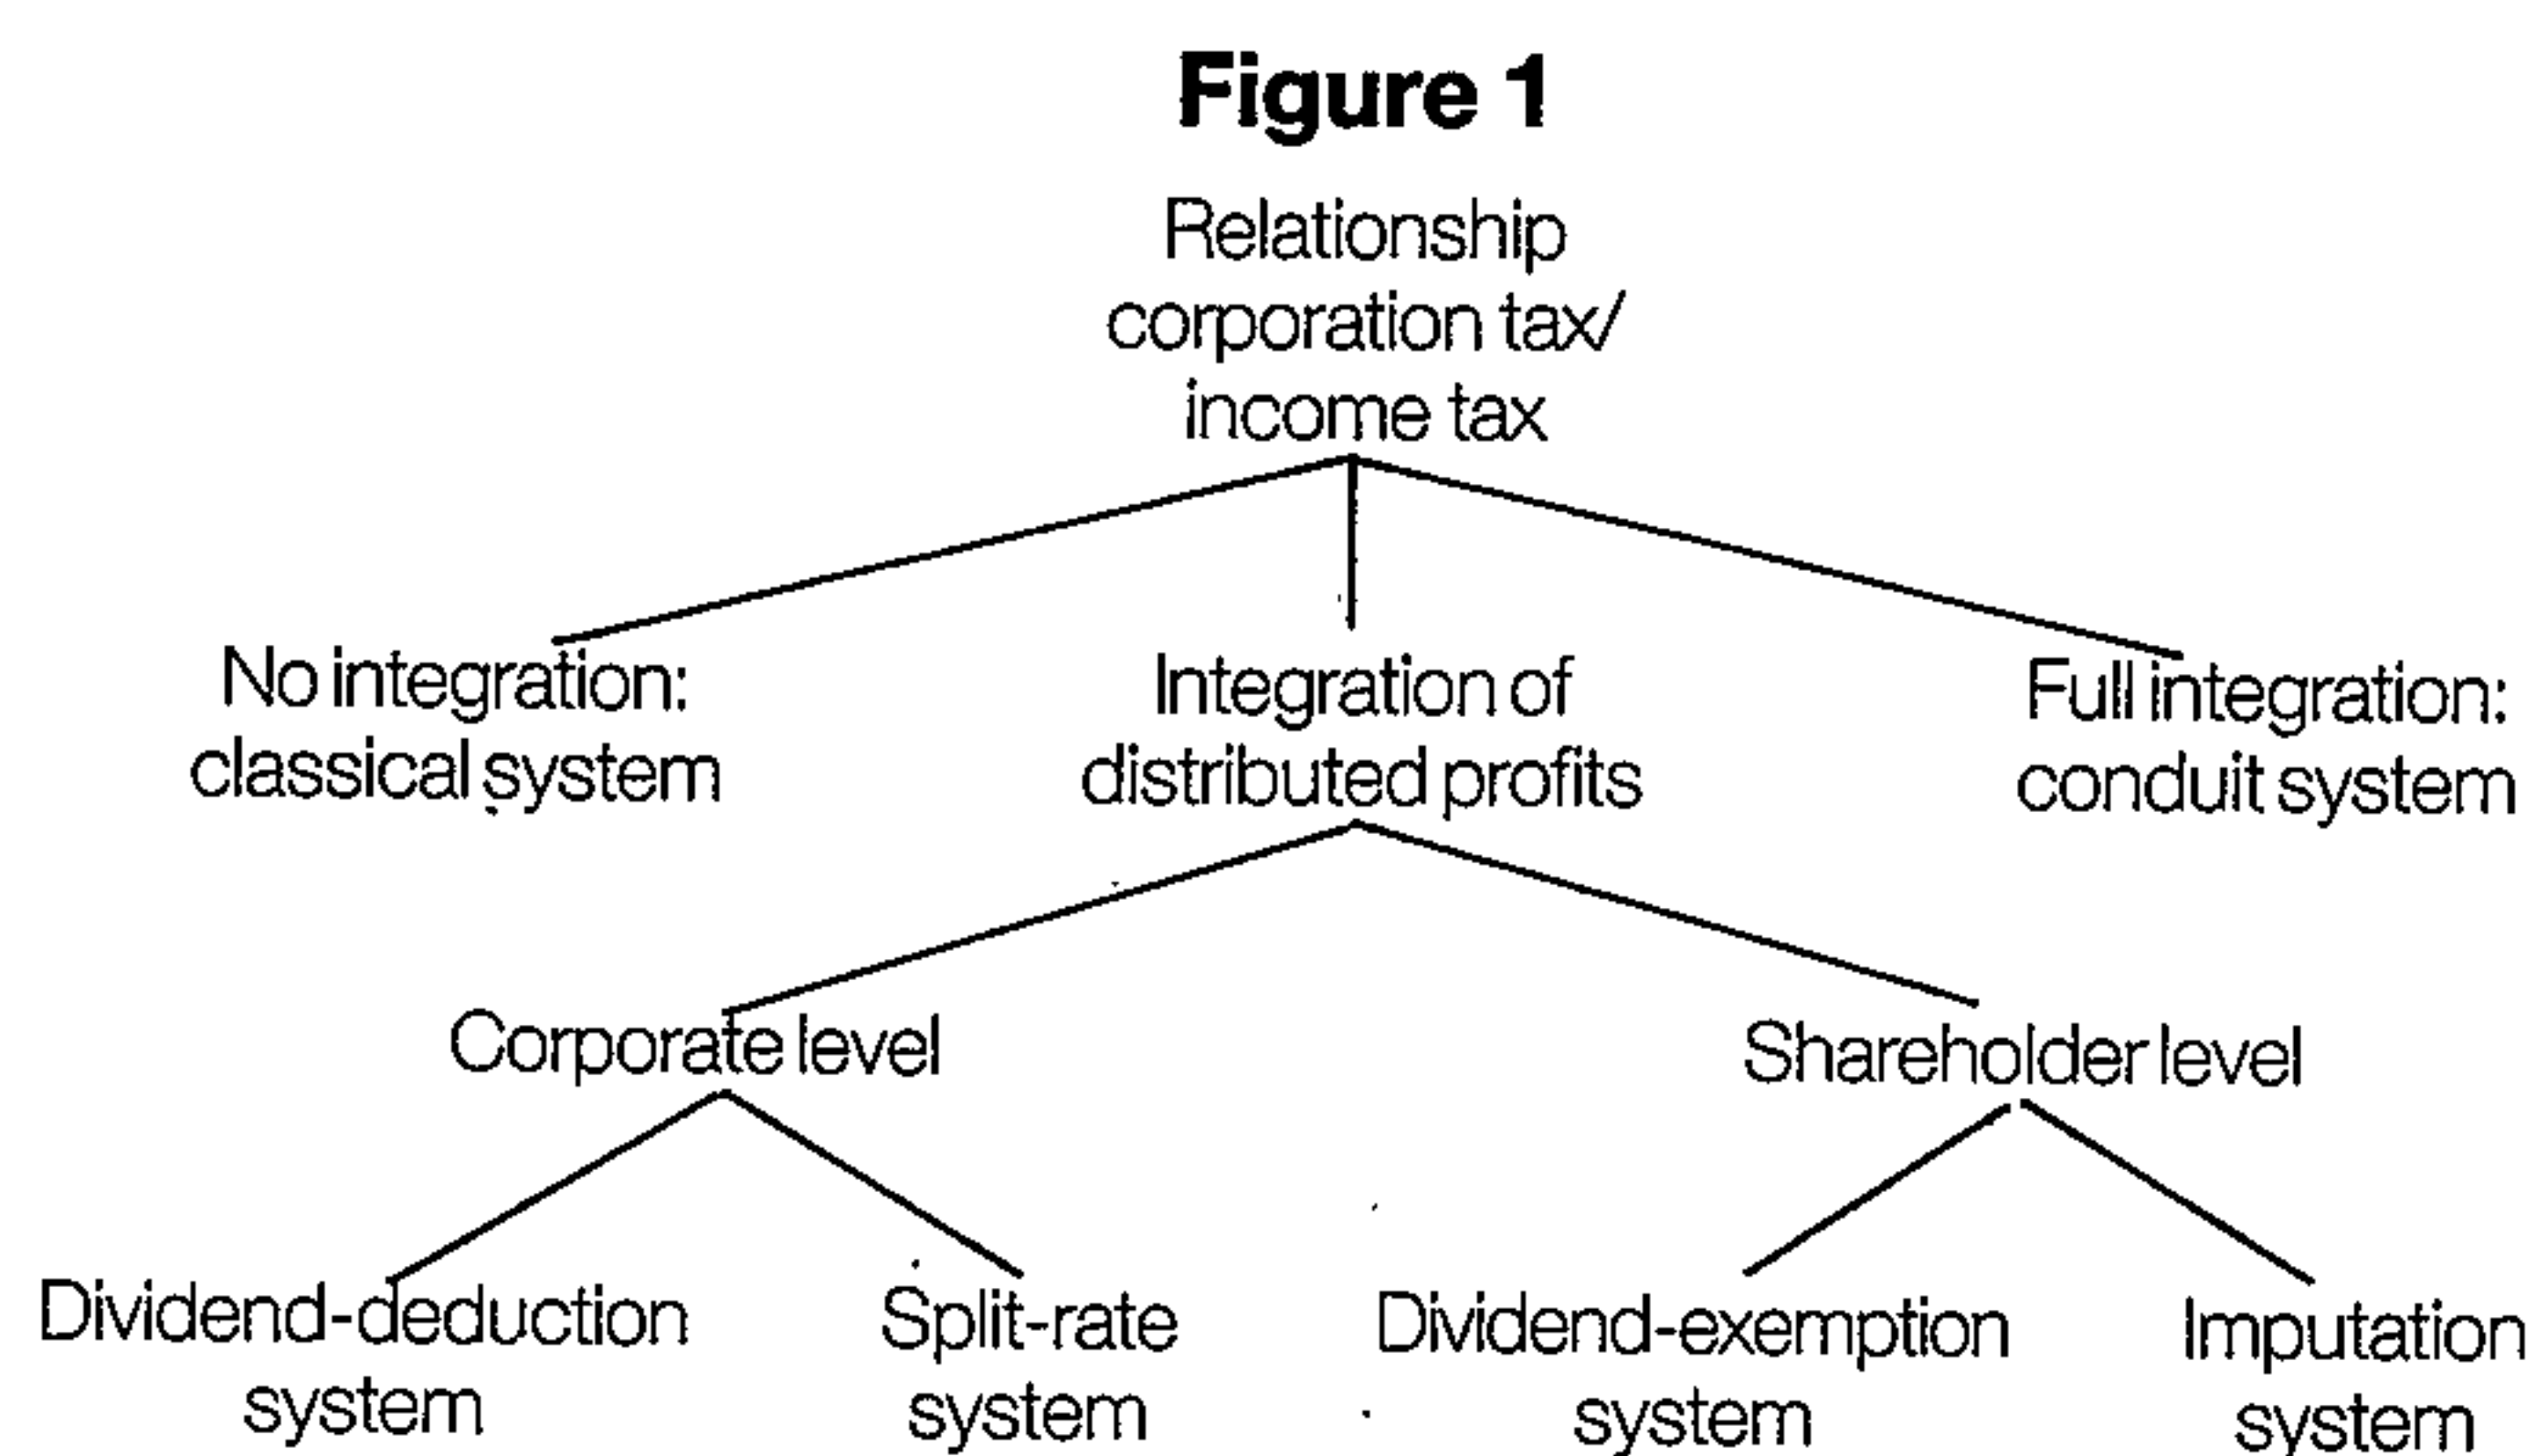 Figure 1
Relationship
corporation tax/
income tax
No integration:
classical system
Integration of
distributed profits
Full integration:
conduit system
Corporate level
Shareholder level
Dividend-deduction
system
Split-rate
system
Dividend-exemption
system
Imputation
system